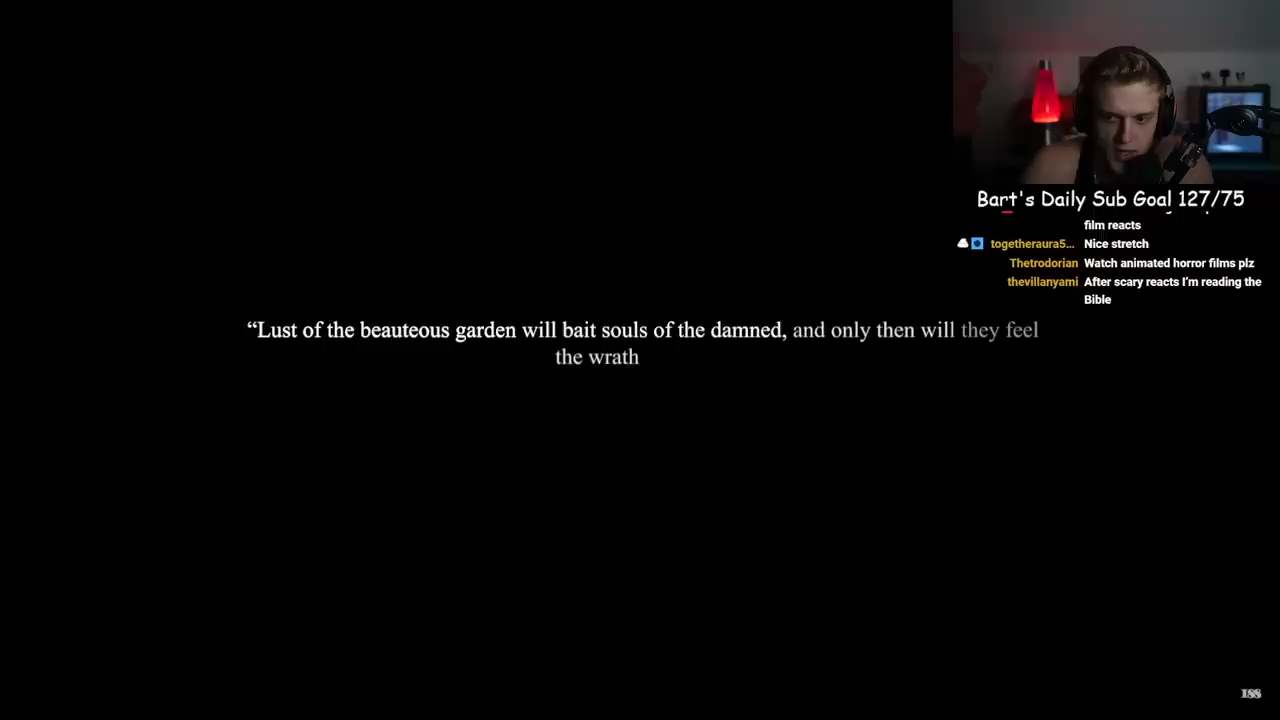 Bart's Daily Sub Goal 127/75
film reacts
togetheraura5... Nice stretch
Thetrodorian Watch animated horror films plz
thevillanyami After scary reacts I'm reading the
Bible
“Lust of the beauteous garden will bait souls of the damned, and only then will they feel
the wrath
188